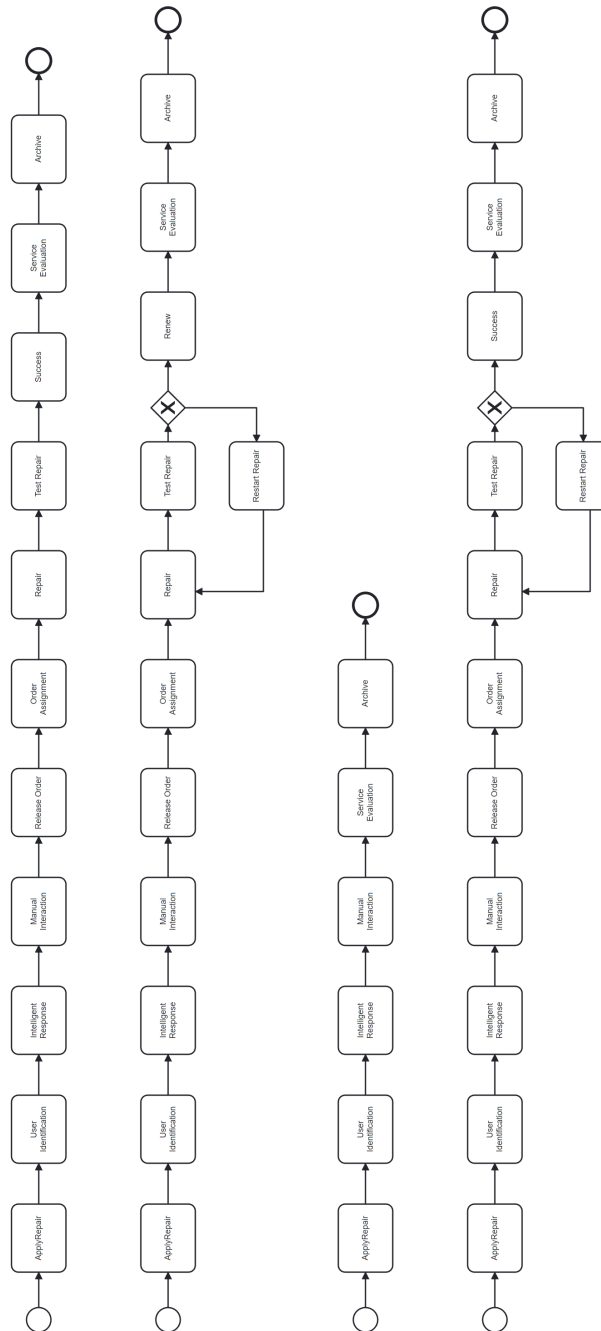 ApplyRepair
User
Identification
Intelligent
Response
Manual
Interaction
Release Order
Order
Assignment
Repair
Test Repair
Success
Service
Evaluation
Archive
ApplyRepair
User
Identification
Intelligent
Response
Manual
Interaction
Release Order
Order
Assignment
Repair
Test Repair
X
Renew
Service
Evaluation
Archive
Restart Repair
ApplyRepair
User
Identification
Intelligent
Response
Manual
Interaction
Service
Evaluation
Archive
ApplyRepair
User
Identification
Intelligent
Response
Manual
Interaction
Release Order
Order
Assignment
Repair
Test Repair
X
Success
Service
Evaluation
Archive
Restart Repair